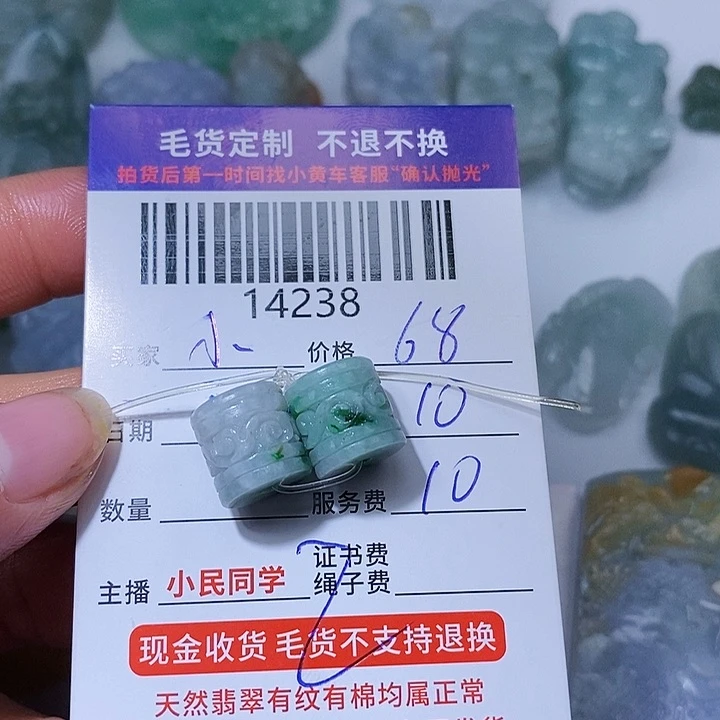 毛货定制 不退不换
拍货后第一时间找小黄车客服"确认抛光"
14238
买家 小 价格 68
日期 10
数量 服务费 10
证书费
主播 小民同学 绳子费
现金收货 毛货不支持退换
天然翡翠有纹有棉均属正常